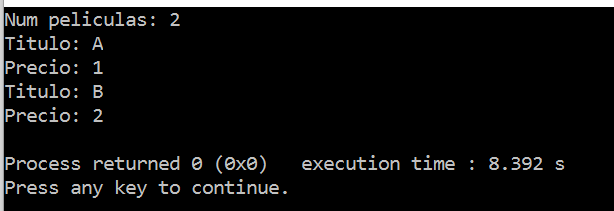 Num peliculas: 2
Titulo: A
Precio: 1
Titulo: B
Precio: 2
Process returned 0 (0x0)   execution time : 8.392 s
Press any key to continue.